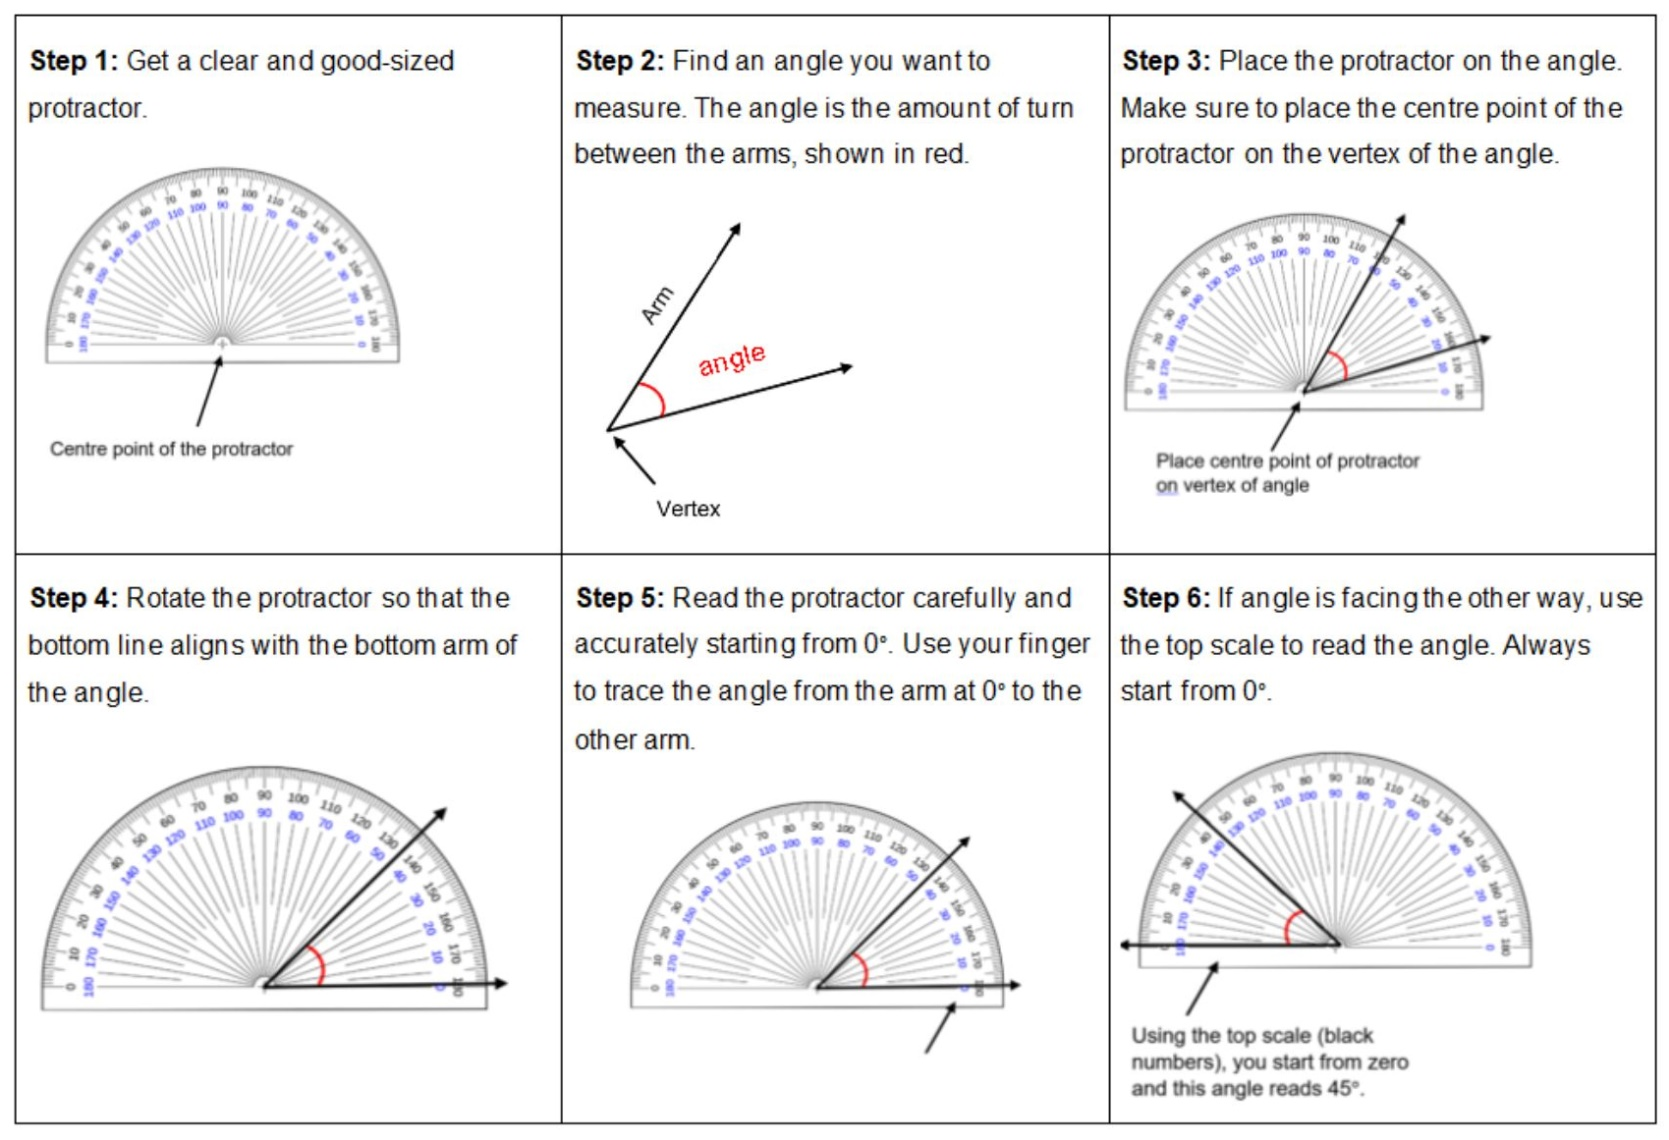 Step 1: Get a clear and good-sized
protractor.
Centre point of the protractor
Step 2: Find an angle you want to
measure. The angle is the amount of turn
between the arms, shown in red.
Arm
angle
Vertex
Step 3: Place the protractor on the angle.
Make sure to place the centre point of the
protractor on the vertex of the angle.
Place centre point of protractor
on vertex of angle
Step 4: Rotate the protractor so that the
bottom line aligns with the bottom arm of
the angle.
Step 5: Read the protractor carefully and
accurately starting from 0°. Use your finger
to trace the angle from the arm at 0° to the
other arm.
Step 6: If angle is facing the other way, use
the top scale to read the angle. Always
start from 0°.
Using the top scale (black
numbers), you start from zero
and this angle reads 45°.